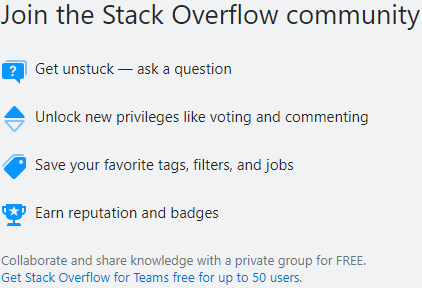 Join the Stack Overflow community
Get unstuck — ask a question
Unlock new privileges like voting and commenting
Save your favorite tags, filters, and jobs
Earn reputation and badges
Collaborate and share knowledge with a private group for FREE.
Get Stack Overflow for Teams free for up to 50 users.